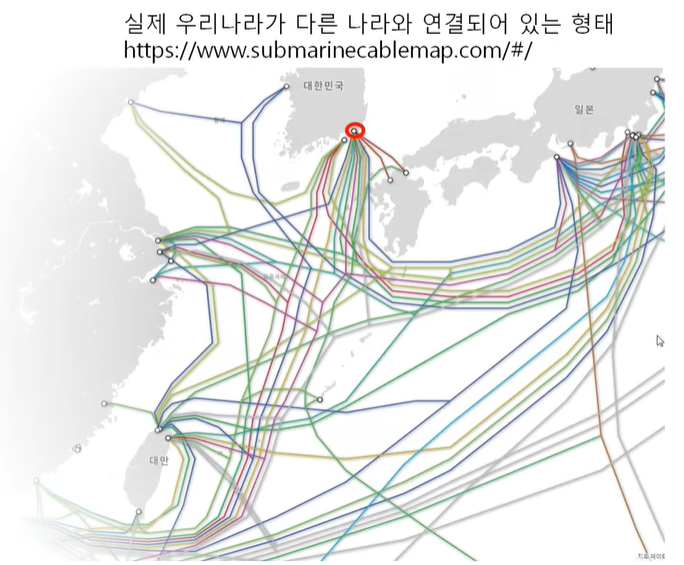 실제 우리나라가 다른 나라와 연결되어 있는 형태
https://www.submarinecablemap.com/#/
대한민국
일본
대만